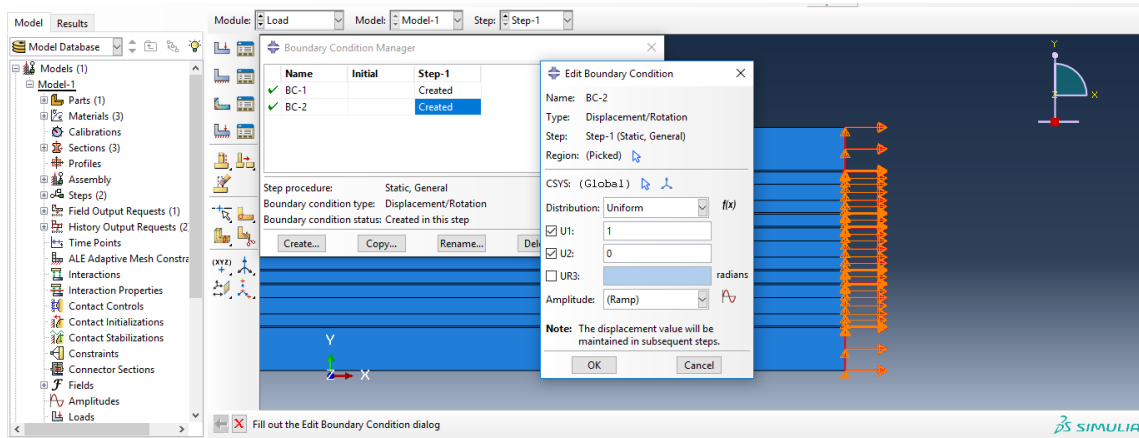 Model Results
Module: Load Model: Model-1 Step: Step-1
Model Database
Models (1)
Model-1
Parts (1)
Materials (3)
Calibrations
Sections (3)
Profiles
Assembly
Steps (2)
Field Output Requests (1)
History Output Requests (2
Time Points
ALE Adaptive Mesh Constra
Interactions
Interaction Properties
Contact Controls
Contact Initializations
Contact Stabilizations
Constraints
Connector Sections
Fields
Amplitudes
Loads
(XYZ)
Boundary Condition Manager
Name Initial Step-1
BC-1 Created
BC-2 Created
Step procedure: Static, General
Boundary condition type: Displacement/Rotation
Boundary condition status: Created in this step
Create... Copy... Rename... Del
Edit Boundary Condition
Name: BC-2
Type: Displacement/Rotation
Step: Step-1 (Static, General)
Region: (Picked)
CSYS: (Global)
Distribution: Uniform f(x)
U1: 1
U2: 0
UR3: radians
Amplitude: (Ramp)
Note: The displacement value will be
maintained in subsequent steps.
OK Cancel
Y
Z X
Y
Z X
Fill out the Edit Boundary Condition dialog
SIMULIA